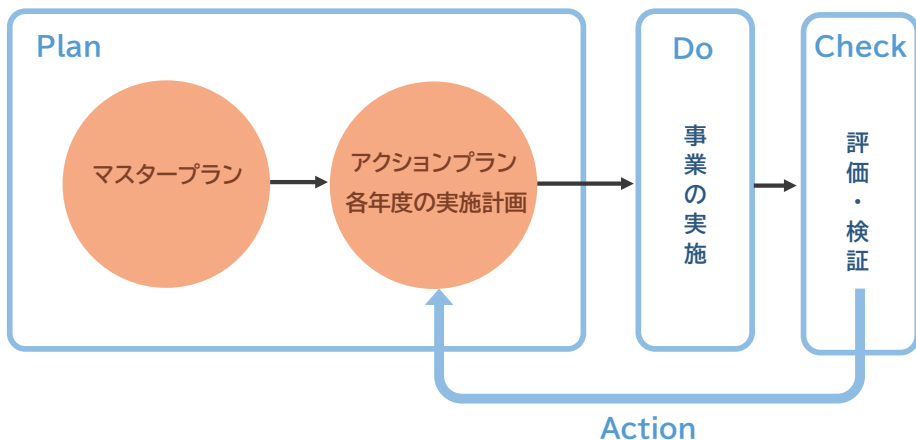 Plan
マスタープラン
アクションプラン
各年度の実施計画
Do
事業の実施
Check
評価・検証
Action